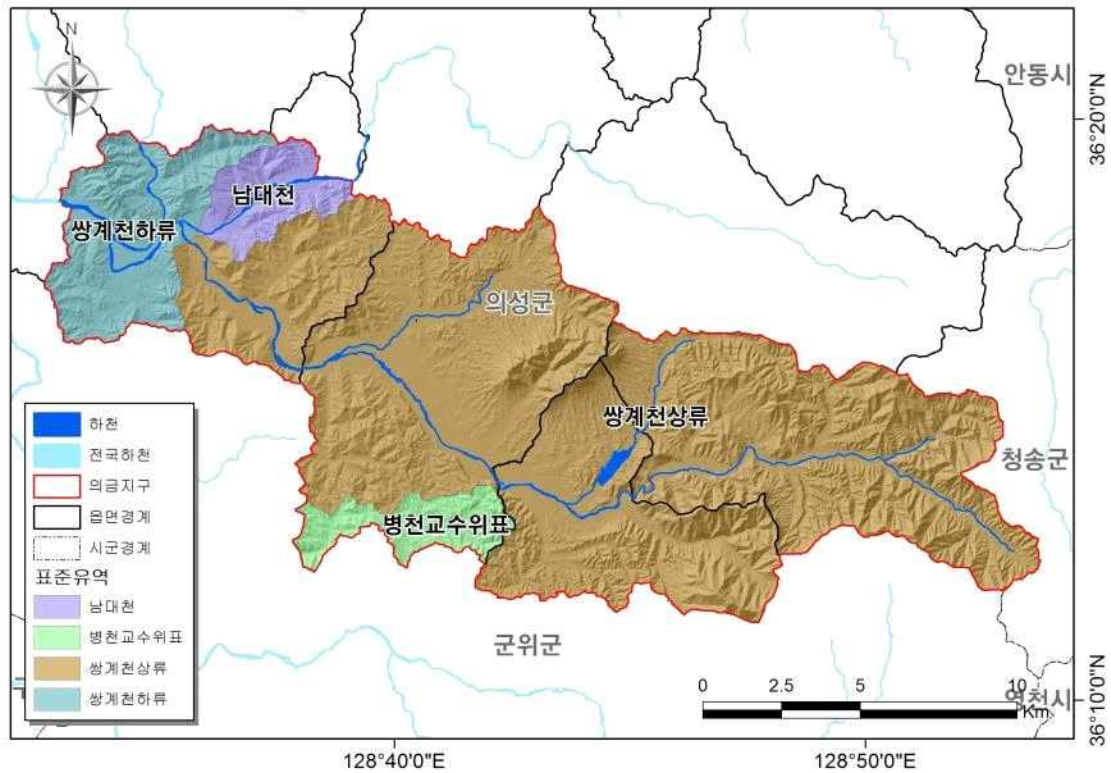 N
안동시
36°20'0"N
남대천
쌍계천하류
의성군
쌍계천상류
청송군
병천교수위표
군위군
하천
전국하천
의금지구
읍면경계
시군경계
표준유역
남대천
병천교수위표
쌍계천상류
쌍계천하류
0 2.5 5 10
Km
영천시
36°10'0"N
128°40'0"E 128°50'0"E